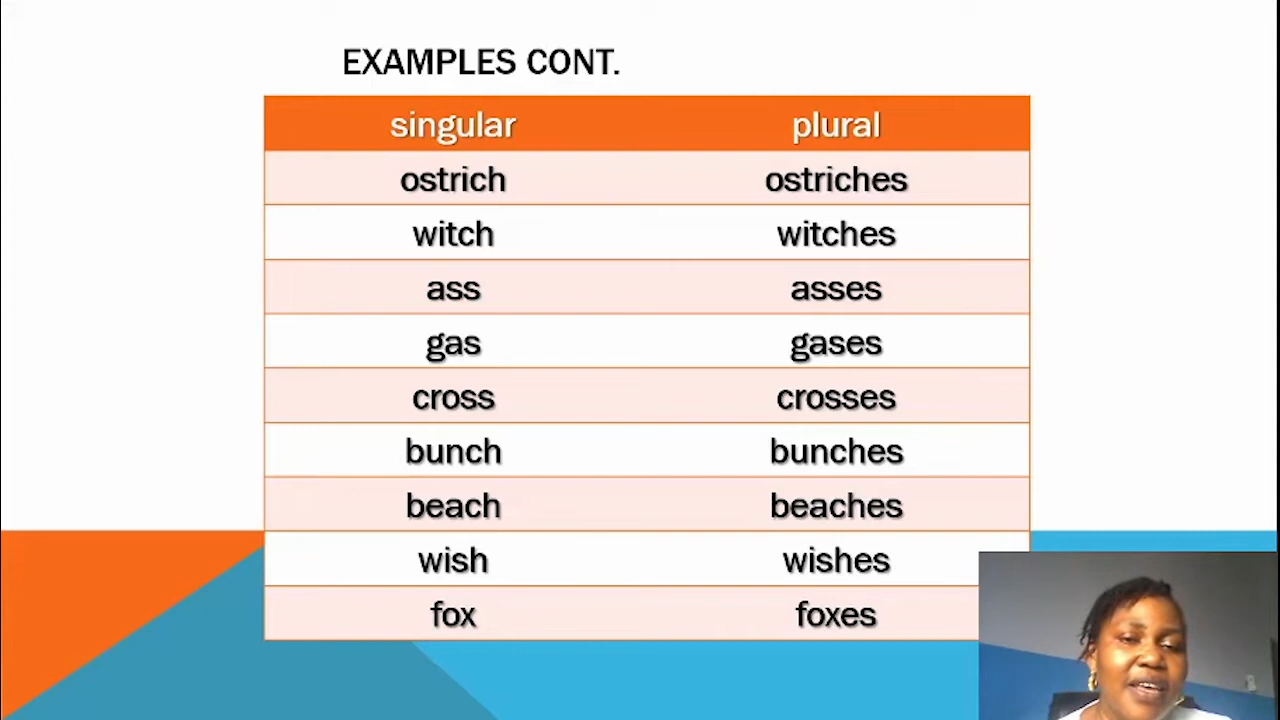 EXAMPLES CONT.
singular plural
ostrich ostriches
witch witches
ass asses
gas gases
cross crosses
bunch bunches
beach beaches
wish wishes
fox foxes